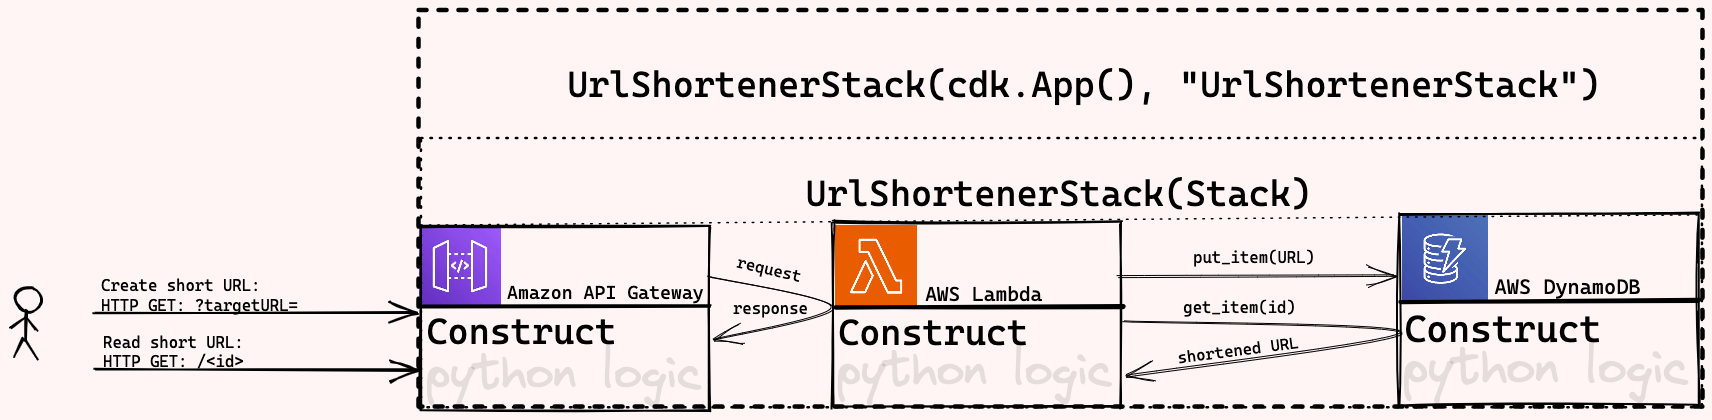 UrlShortenerStack(cdk.App(), "UrlShortenerStack")
UrlShortenerStack(Stack)
Create short URL:
HTTP GET: ?targetURL=
Read short URL:
HTTP GET: /<id>
</>
Amazon API Gateway
Construct
python logic
request
response
AWS Lambda
Construct
python logic
put_item(URL)
get_item(id)
shortened URL
AWS DynamoDB
Construct
python logic